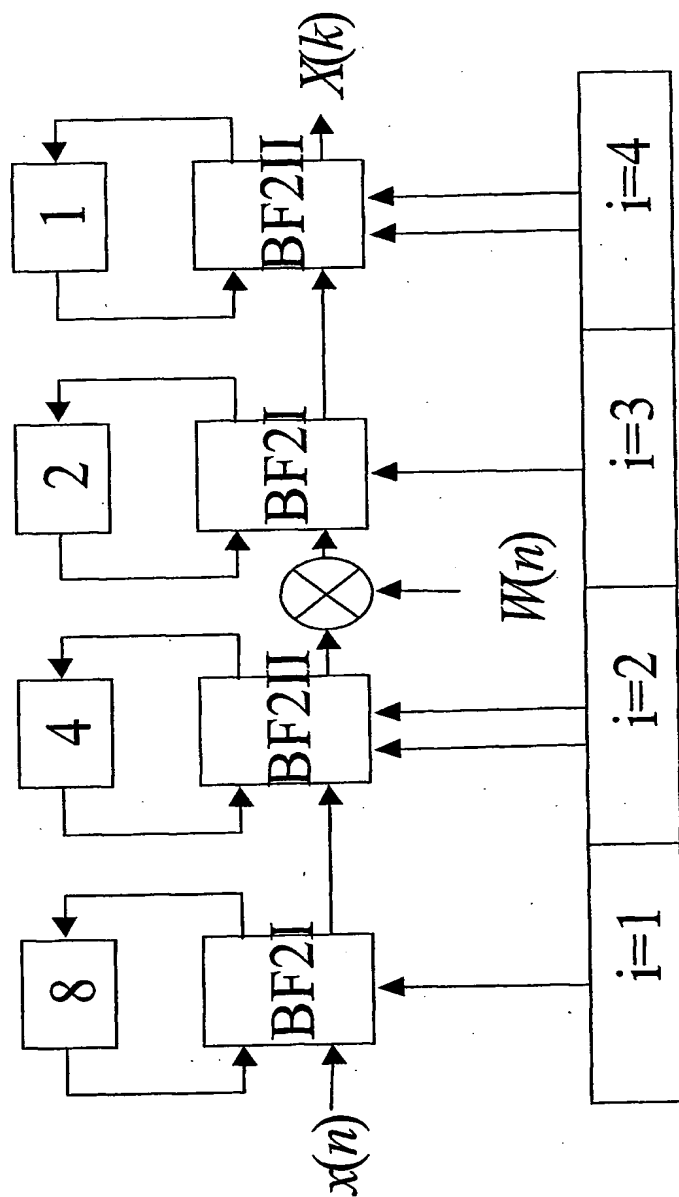 8
4
2
1
x(n)
BF2I
BF2II
BF2I
BF2II
X(k)
W(n)
i=1
i=2
i=3
i=4